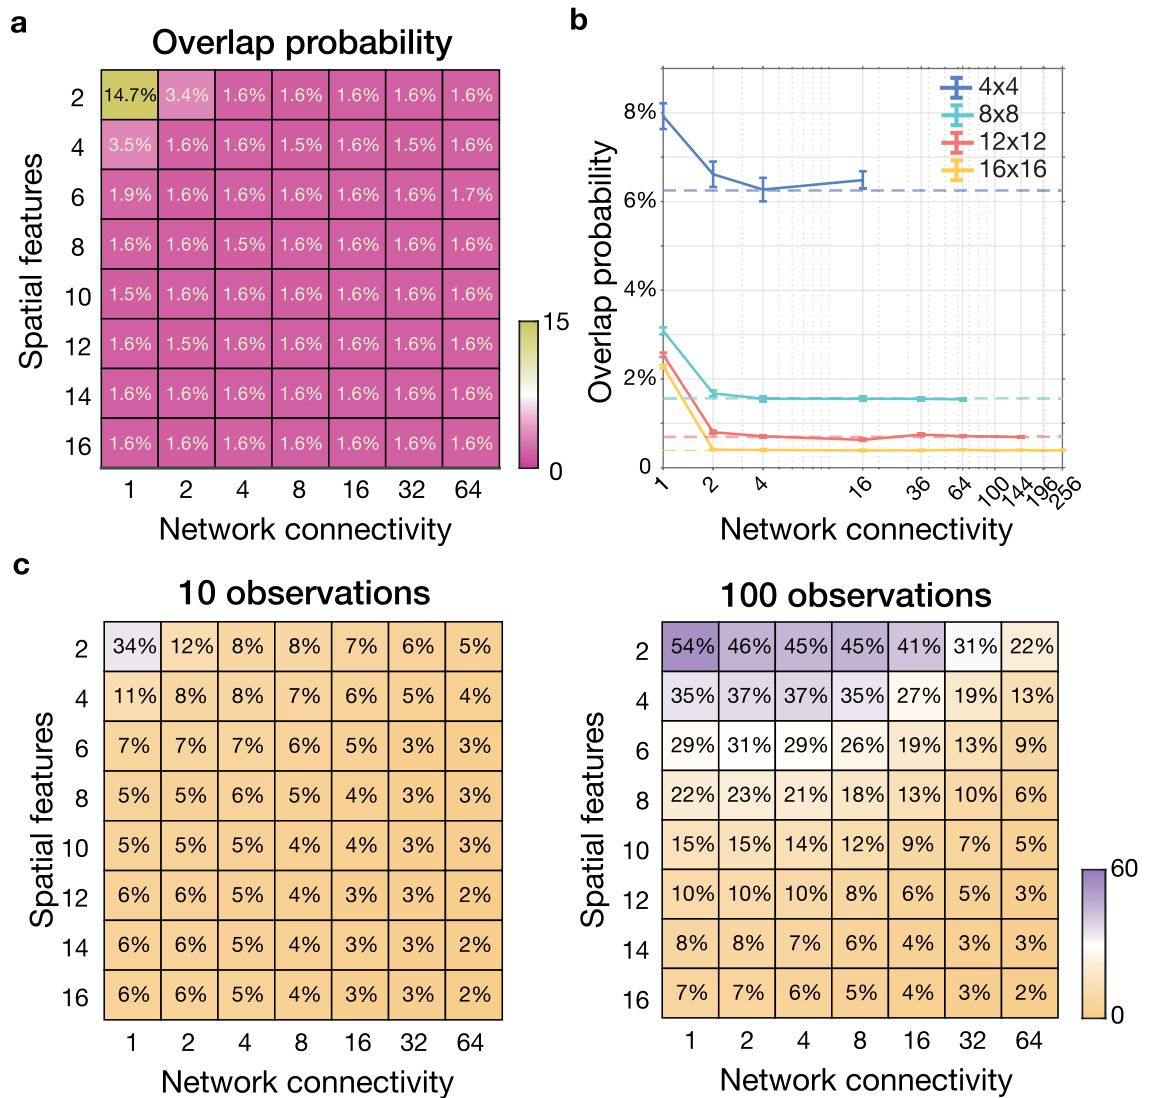 a
Overlap probability
Spatial features
2 14.7% 3.4% 1.6% 1.6% 1.6% 1.6% 1.6%
4 3.5% 1.6% 1.6% 1.5% 1.6% 1.5% 1.6%
6 1.9% 1.6% 1.6% 1.6% 1.6% 1.6% 1.7%
8 1.6% 1.6% 1.5% 1.6% 1.6% 1.6% 1.6%
10 1.5% 1.6% 1.6% 1.6% 1.6% 1.6% 1.6%
12 1.6% 1.5% 1.6% 1.6% 1.6% 1.6% 1.6%
14 1.6% 1.6% 1.6% 1.6% 1.6% 1.6% 1.6%
16 1.6% 1.6% 1.6% 1.6% 1.6% 1.6% 1.6%
1 2 4 8 16 32 64
Network connectivity
15
0
b
Overlap probability
8%
6%
4%
2%
0
4x4
8x8
12x12
16x16
1 2 4 16 36 64 100 144 196 256
Network connectivity
c
10 observations
Spatial features
2 34% 12% 8% 8% 7% 6% 5%
4 11% 8% 8% 7% 6% 5% 4%
6 7% 7% 7% 6% 5% 3% 3%
8 5% 5% 6% 5% 4% 3% 3%
10 5% 5% 5% 4% 4% 3% 3%
12 6% 6% 5% 4% 3% 3% 2%
14 6% 6% 5% 4% 3% 3% 2%
16 6% 6% 5% 4% 3% 3% 2%
1 2 4 8 16 32 64
Network connectivity
100 observations
Spatial features
2 54% 46% 45% 45% 41% 31% 22%
4 35% 37% 37% 35% 27% 19% 13%
6 29% 31% 29% 26% 19% 13% 9%
8 22% 23% 21% 18% 13% 10% 6%
10 15% 15% 14% 12% 9% 7% 5%
12 10% 10% 10% 8% 6% 5% 3%
14 8% 8% 7% 6% 4% 3% 3%
16 7% 7% 6% 5% 4% 3% 2%
1 2 4 8 16 32 64
Network connectivity
60
0